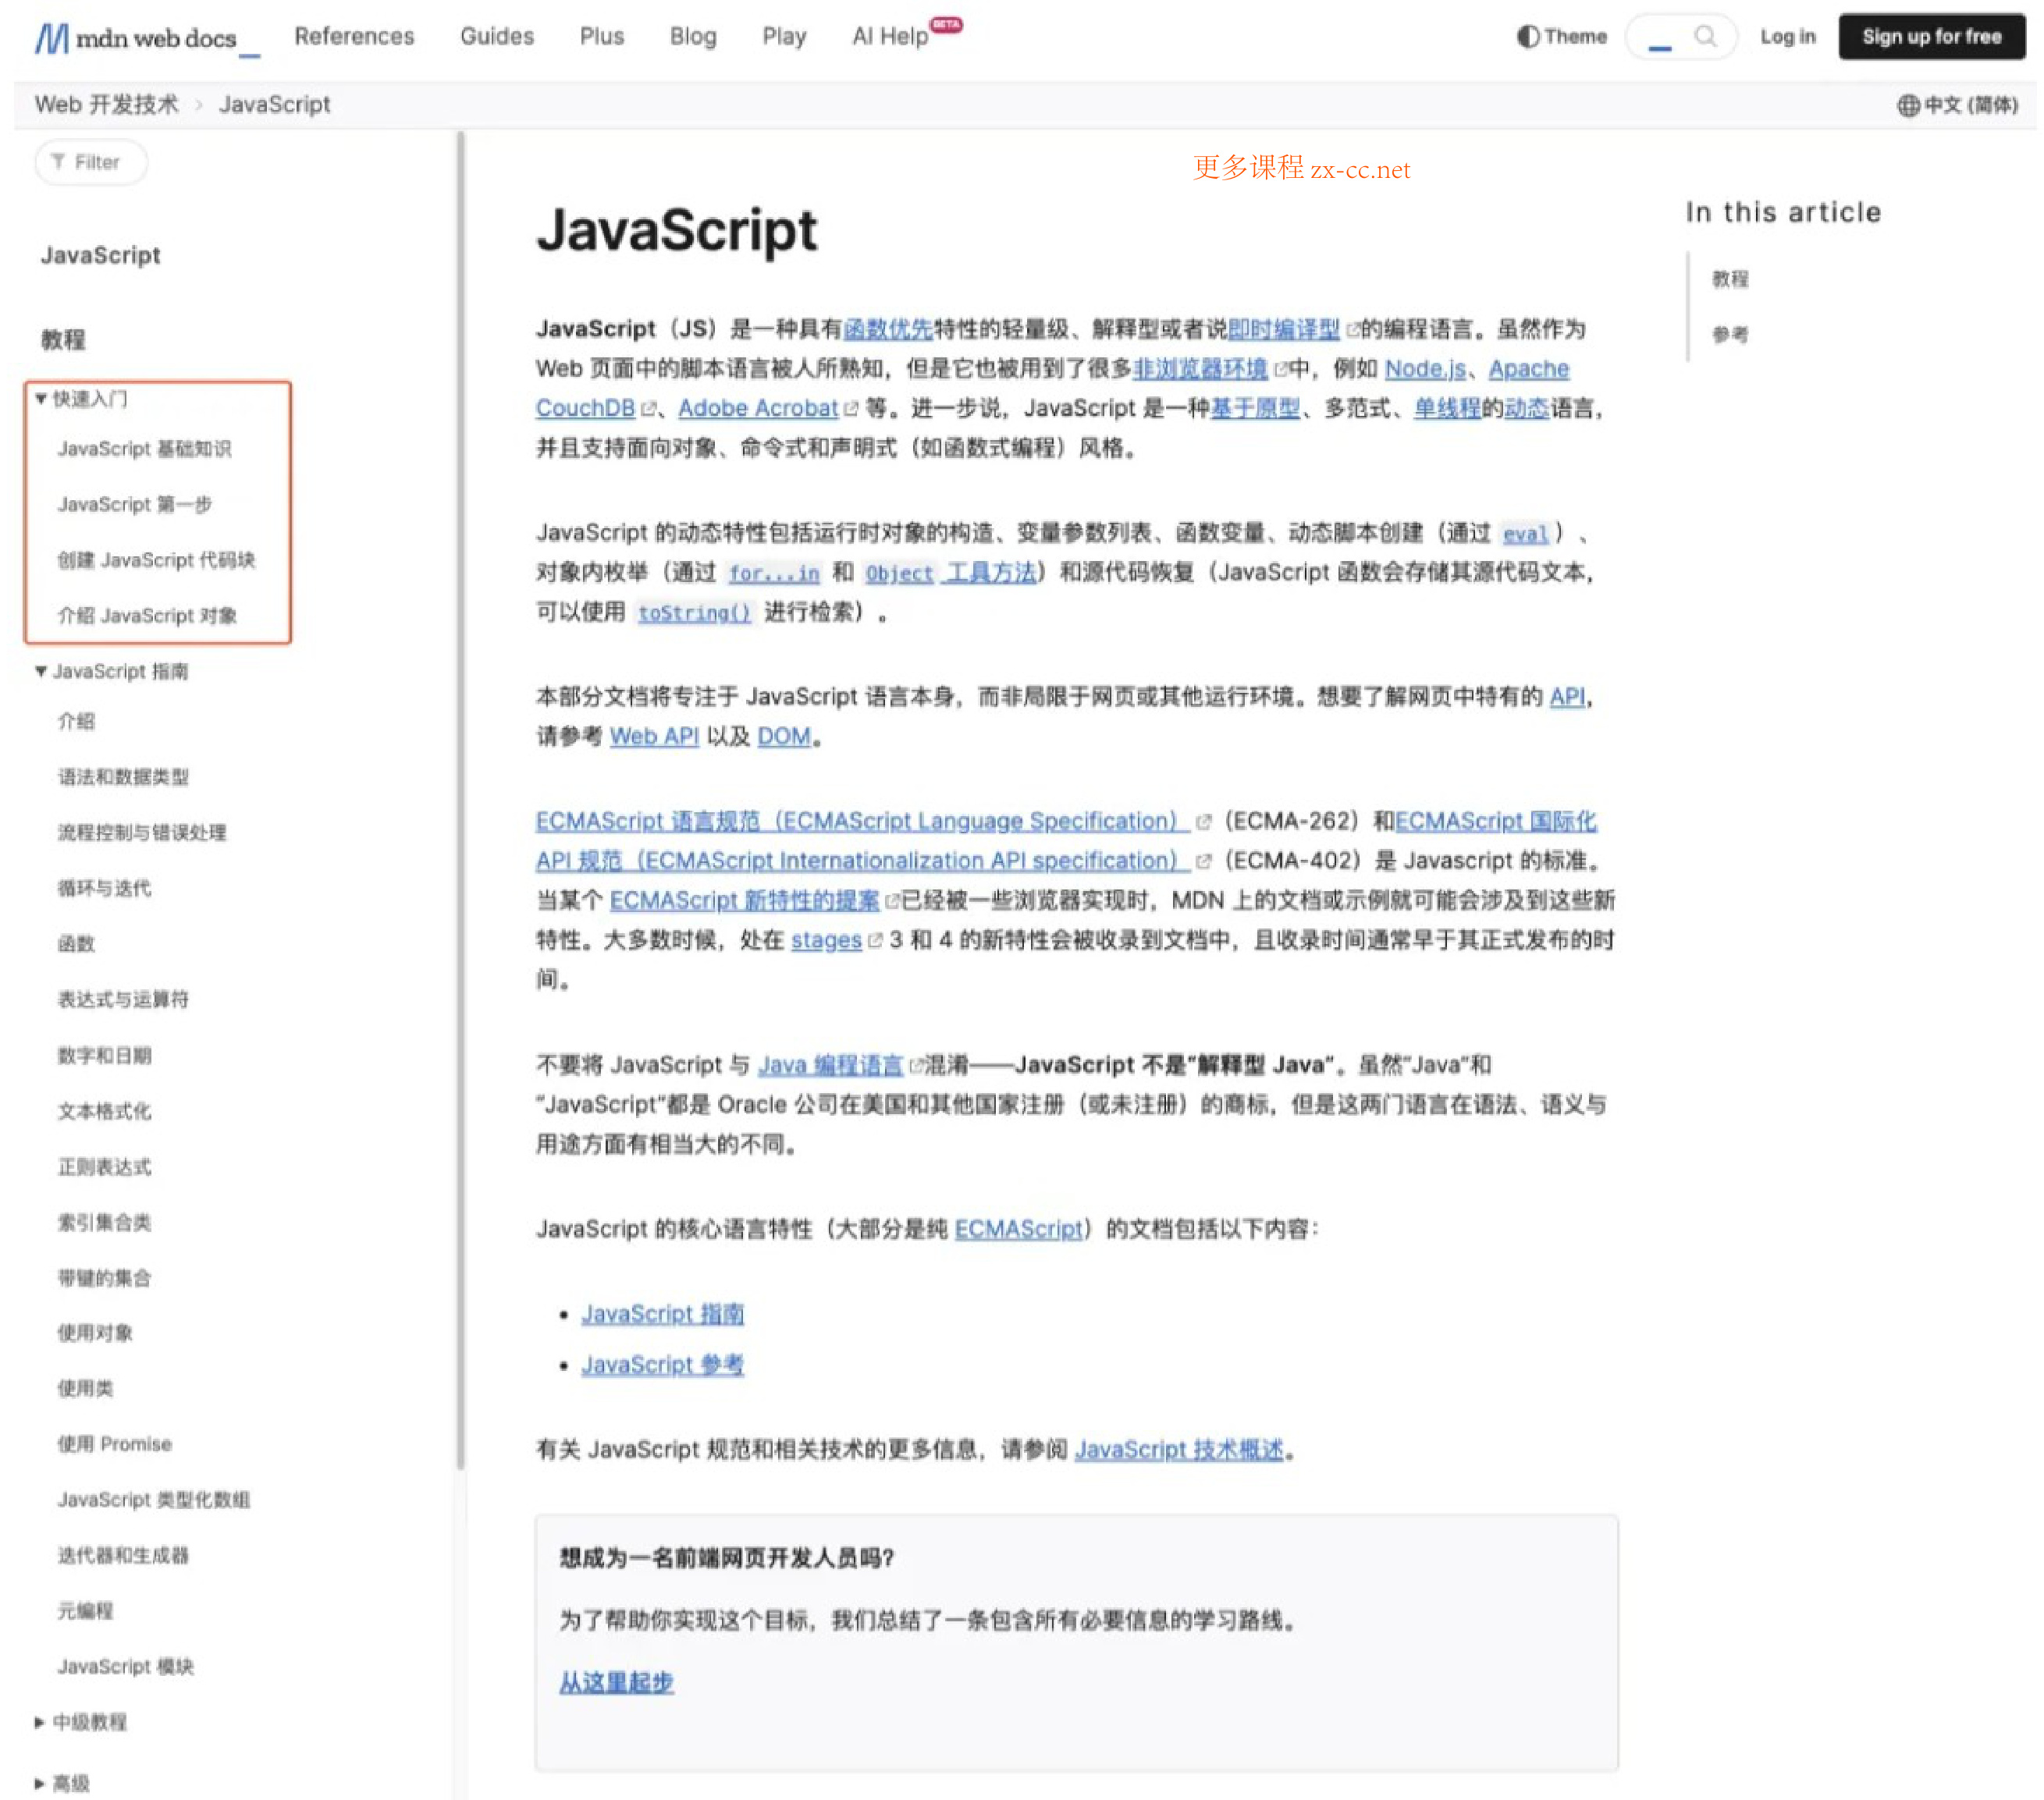 mdn web docs_
References
Guides
Plus
Blog
Play
AI Help BETA
Theme
Log in
Sign up for free
Web 开发技术 › JavaScript
中文 (简体)
Filter
JavaScript
教程
▼快速入门
JavaScript 基础知识
JavaScript 第一步
创建 JavaScript 代码块
介绍 JavaScript 对象
▼JavaScript 指南
介绍
语法和数据类型
流程控制与错误处理
循环与迭代
函数
表达式与运算符
数字和日期
文本格式化
正则表达式
索引集合类
带键的集合
使用对象
使用类
使用 Promise
JavaScript 类型化数组
迭代器和生成器
元编程
JavaScript 模块
▶中级教程
▶高级
更多课程 zx-cc.net
JavaScript
JavaScript（JS）是一种具有函数优先特性的轻量级、解释型或者说即时编译型的编程语言。虽然作为
Web 页面中的脚本语言被人所熟知，但是它也被用到了很多非浏览器环境中，例如 Node.js、Apache
CouchDB、Adobe Acrobat 等。进一步说，JavaScript 是一种基于原型、多范式、单线程的动态语言，
并且支持面向对象、命令式和声明式（如函数式编程）风格。
JavaScript 的动态特性包括运行时对象的构造、变量参数列表、函数变量、动态脚本创建（通过 eval）、
对象内枚举（通过 for...in 和 Object 工具方法）和源代码恢复（JavaScript 函数会存储其源代码文本，
可以使用 toString() 进行检索）。
本部分文档将专注于 JavaScript 语言本身，而非局限于网页或其他运行环境。想要了解网页中特有的 API，
请参考 Web API 以及 DOM。
ECMAScript 语言规范（ECMAScript Language Specification）（ECMA-262）和ECMAScript 国际化
API 规范（ECMAScript Internationalization API specification）（ECMA-402）是 Javascript 的标准。
当某个 ECMAScript 新特性的提案已经被一些浏览器实现时，MDN 上的文档或示例就可能会涉及到这些新
特性。大多数时候，处在 stages 3 和 4 的新特性会被收录到文档中，且收录时间通常早于其正式发布的时
间。
不要将 JavaScript 与 Java 编程语言混淆——JavaScript 不是“解释型 Java”。虽然“Java”和
“JavaScript”都是 Oracle 公司在美国和其他国家注册（或未注册）的商标，但是这两门语言在语法、语义与
用途方面有相当大的不同。
JavaScript 的核心语言特性（大部分是纯 ECMAScript）的文档包括以下内容：
• JavaScript 指南
• JavaScript 参考
有关 JavaScript 规范和相关技术的更多信息，请参阅 JavaScript 技术概述。
想成为一名前端网页开发人员吗?
为了帮助你实现这个目标，我们总结了一条包含所有必要信息的学习路线。
从这里起步
In this article
教程
参考